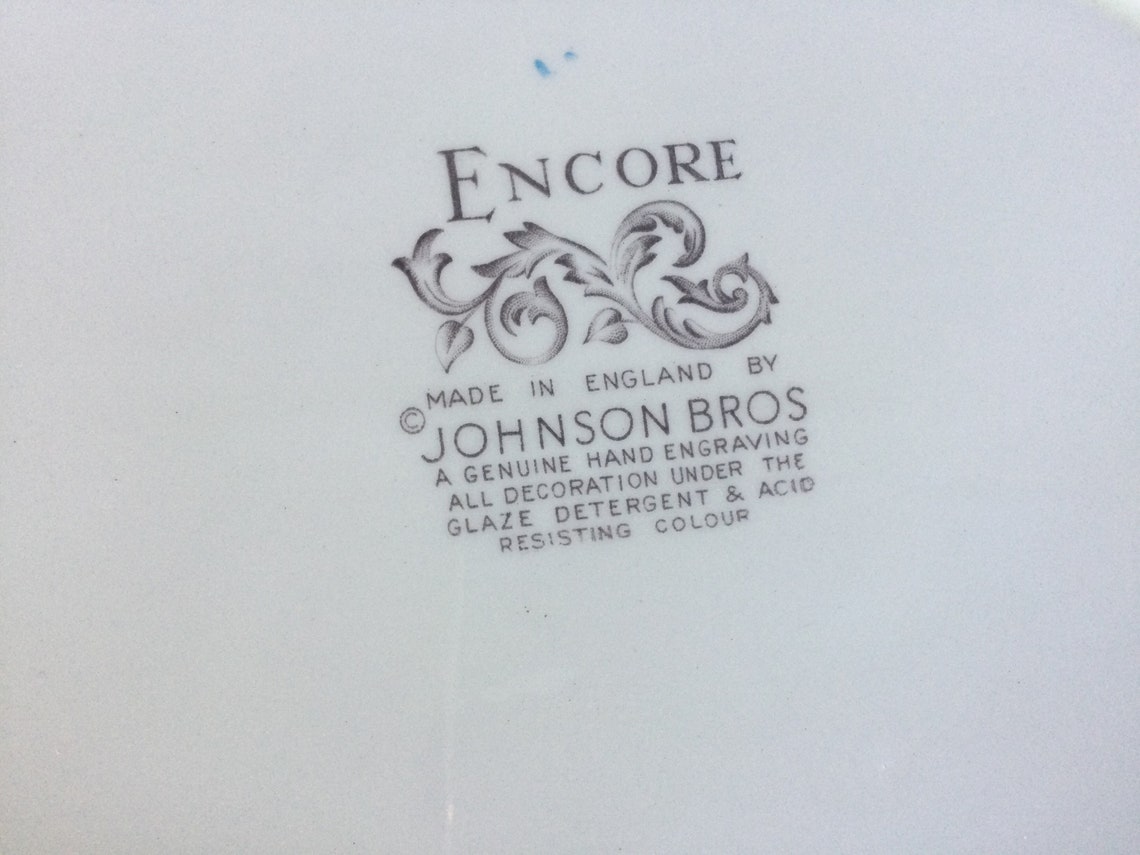 ENCORE
MADE IN ENGLAND BY
© JOHNSON BROS
A GENUINE HAND ENGRAVING
ALL DECORATION UNDER THE
GLAZE DETERGENT & ACID
RESISTING COLOUR